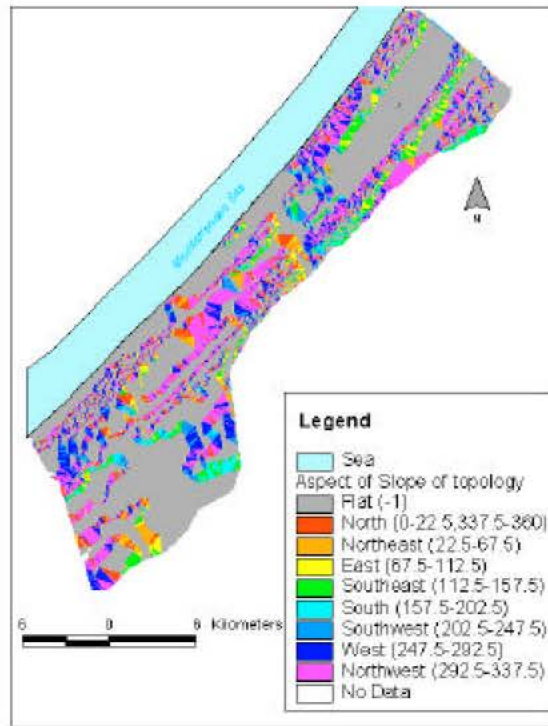 Mediterranean Sea
N
Legend
Sea
Aspect of Slope of topology
Flat (-1)
North (0-22.5,337.5-360)
Northeast (22.5-67.5)
East (67.5-112.5)
Southeast (112.5-157.5)
South (157.5-202.5)
Southwest (202.5-247.5)
West (247.5-292.5)
Northwest (292.5-337.5)
No Data
6 0 6 Kilometers